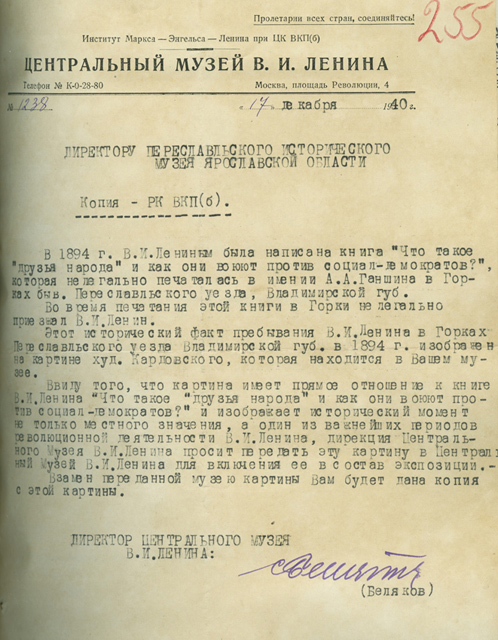 Пролетарии всех стран, соединяйтесь!
255
Институт Маркса — Энгельса — Ленина при ЦК ВКП(б)
ЦЕНТРАЛЬНЫЙ МУЗЕЙ В. И. ЛЕНИНА
Телефон № К-0-28-80 Москва, площадь Революции, 4
№ 1238 "17" декабря 1940 г.
ДИРЕКТОРУ ПЕРЕСЛАВЛЬСКОГО ИСТОРИЧЕСКОГО
МУЗЕЯ ЯРОСЛАВСКОЙ ОБЛАСТИ
Копия - РК ВКП(б).
В 1894 г. В.И.Лениным была написана книга "Что такое
"друзья народа" и как они воюют против социал-демократов?",
которая нелегально печаталась в имении А.А.Ганшина в Гор-
ках быв. Переславльского уезда, Владимирской губ.
Во время печатания этой книги в Горки нелегально
приезжал В.И.Ленин.
Этот исторический факт пребывания В.И.Ленина в Горках
Переславльского уезда Владимирской губ. в 1894 г. изображен
на картине худ. Карловского, которая находится в Вашем му-
зее.
Ввиду того, что картина имеет прямое отношение к книге
В.И.Ленина "Что такое "друзья народа" и как они воюют про-
тив социал-демократов?" и изображает исторический момент
не только местного значения, а один из важнейших периодов
революционной деятельности В.И.Ленина, дирекция Централь-
ного Музея В.И.Ленина просит передать эту картину в Централь
ный Музей В.И.Ленина для включения ее в состав экспозиции.-
Взамен переданной музею картины Вам будет дана копия
с этой картины.
ДИРЕКТОР ЦЕНТРАЛЬНОГО МУЗЕЯ
В.И.ЛЕНИНА:
(Беляков)